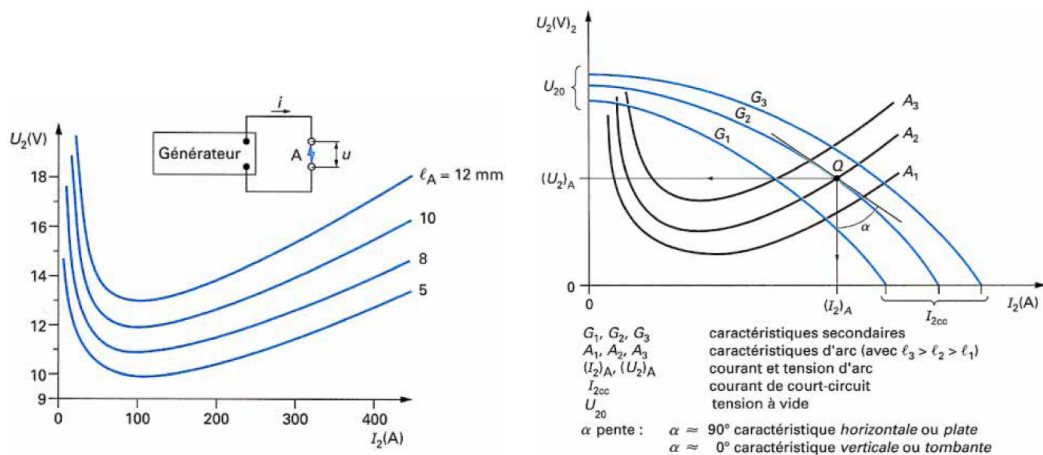 U₂(V)
18
16
14
12
10
9
0
100
200
300
400
I₂(A)
Générateur
i
A
u
ℓA = 12 mm
10
8
5
U₂(V)₂
U₂₀
G₃
G₂
G₁
A₃
A₂
A₁
Q
(U₂)A
α
0
0
(I₂)A
I₂cc
I₂(A)
G₁, G₂, G₃ caractéristiques secondaires
A₁, A₂, A₃ caractéristiques d'arc (avec ℓ₃ > ℓ₂ > ℓ₁)
(I₂)A, (U₂)A courant et tension d'arc
I₂cc courant de court-circuit
U₂₀ tension à vide
α pente : α ≈ 90° caractéristique horizontale ou plate
α ≈ 0° caractéristique verticale ou tombante